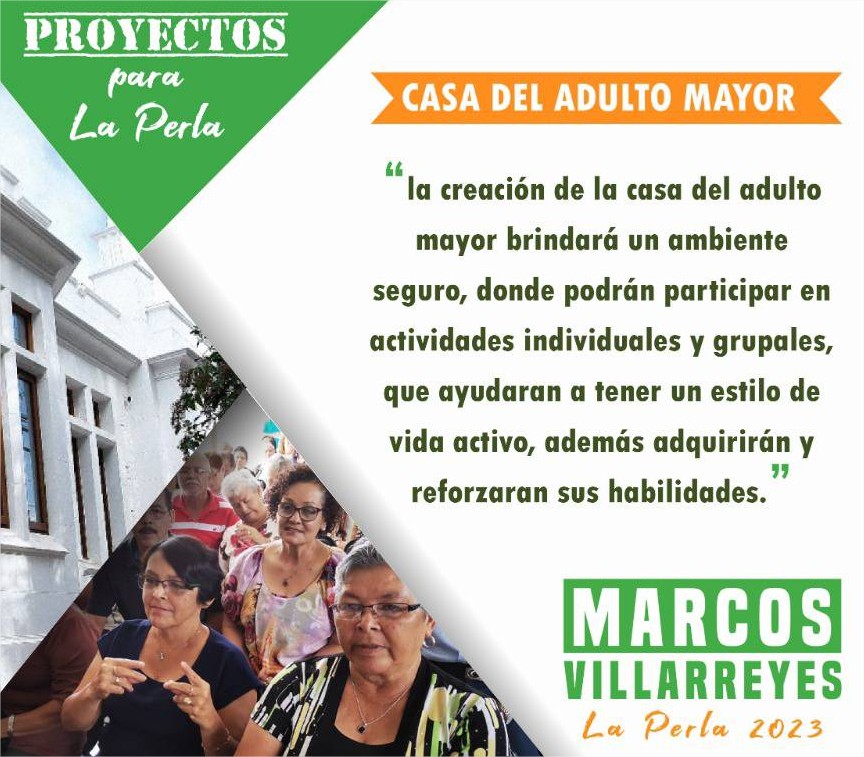 PROYECTOS
para
La Perla
CASA DEL ADULTO MAYOR
“la creación de la casa del adulto
mayor brindará un ambiente
seguro, donde podrán participar en
actividades individuales y grupales,
que ayudaran a tener un estilo de
vida activo, además adquirirán y
reforzaran sus habilidades.”
MARCOS
VILLARREYES
La Perla 2023